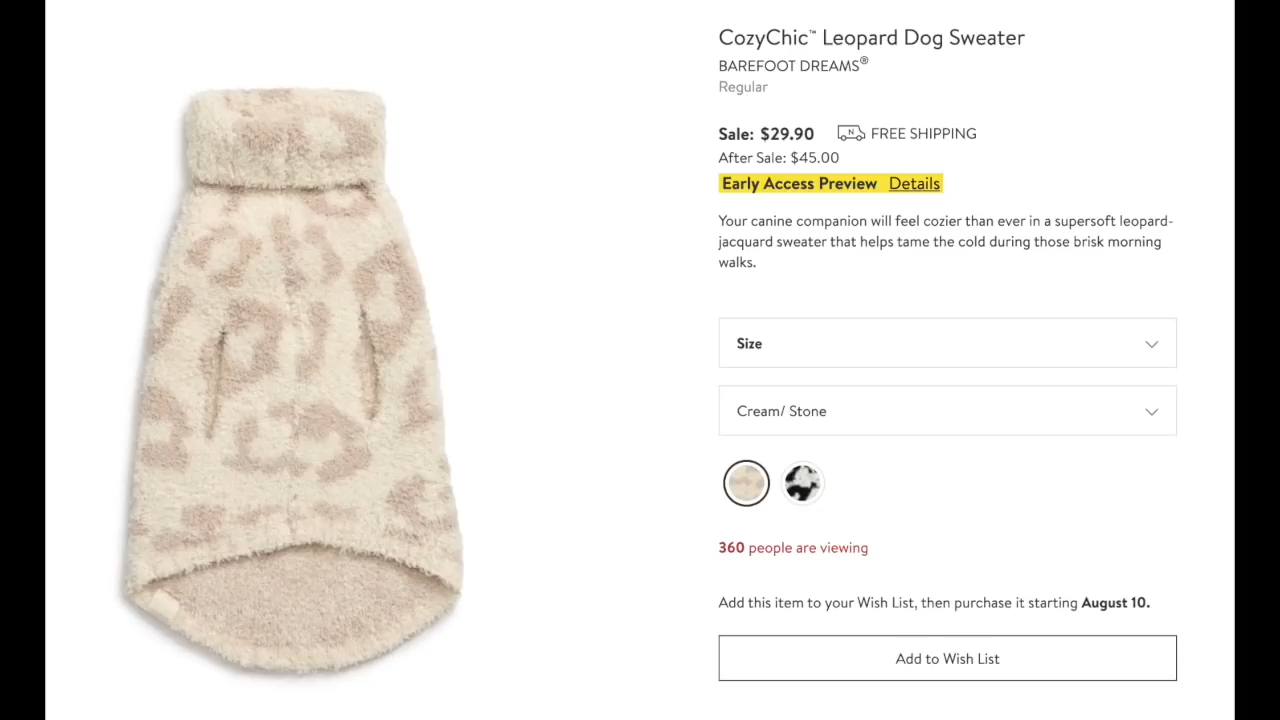 CozyChic™ Leopard Dog Sweater
BAREFOOT DREAMS®
Regular
Sale: $29.90 N FREE SHIPPING
After Sale: $45.00
Early Access Preview Details
Your canine companion will feel cozier than ever in a supersoft leopard-
jacquard sweater that helps tame the cold during those brisk morning
walks.
Size
Cream/ Stone
360 people are viewing
Add this item to your Wish List, then purchase it starting August 10.
Add to Wish List